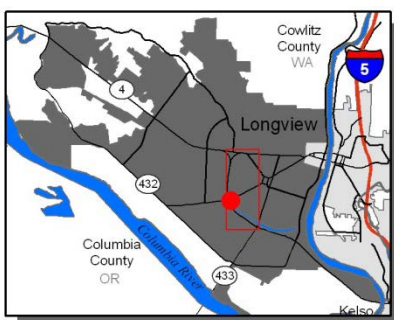 Cowlitz
County
WA
5
4
Longview
432
Columbia
County
OR
Columbia River
433
Kelso